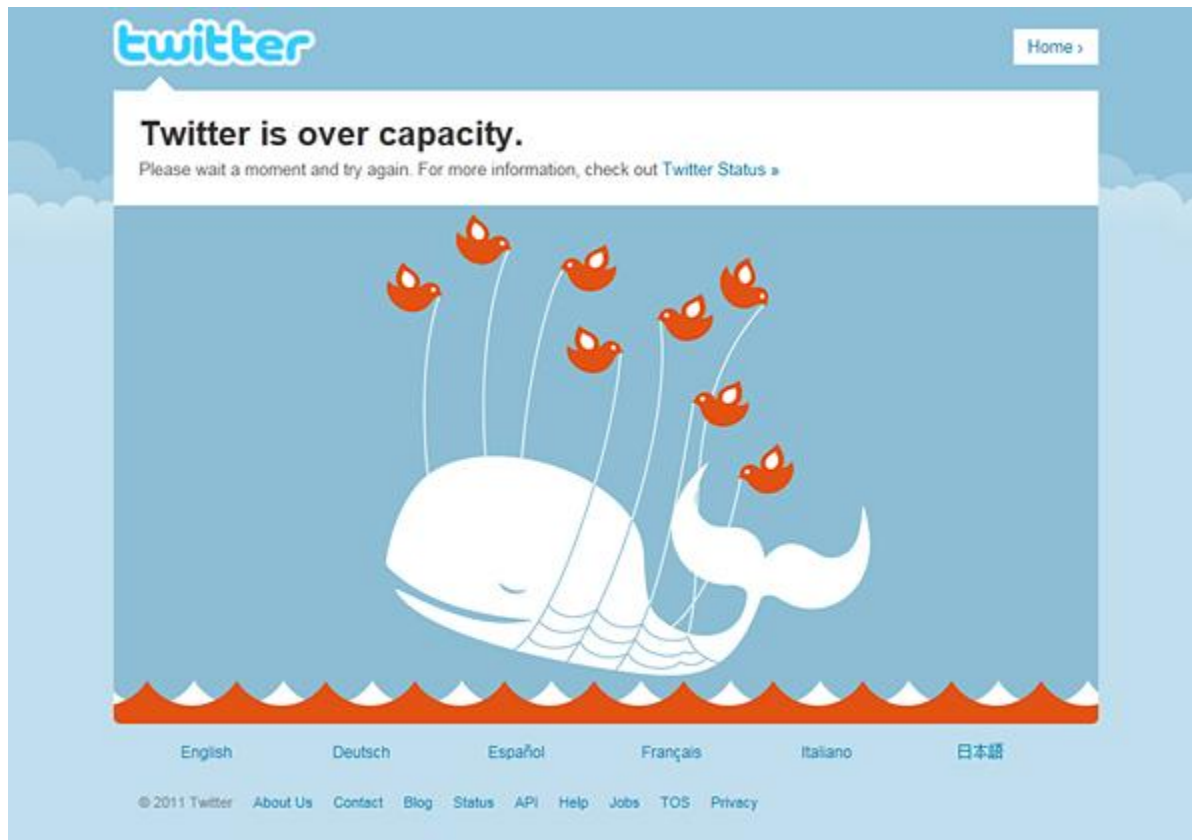 twitter
Home ›
Twitter is over capacity.
Please wait a moment and try again. For more information, check out Twitter Status »
English Deutsch Español Français Italiano 日本語
© 2011 Twitter About Us Contact Blog Status API Help Jobs TOS Privacy